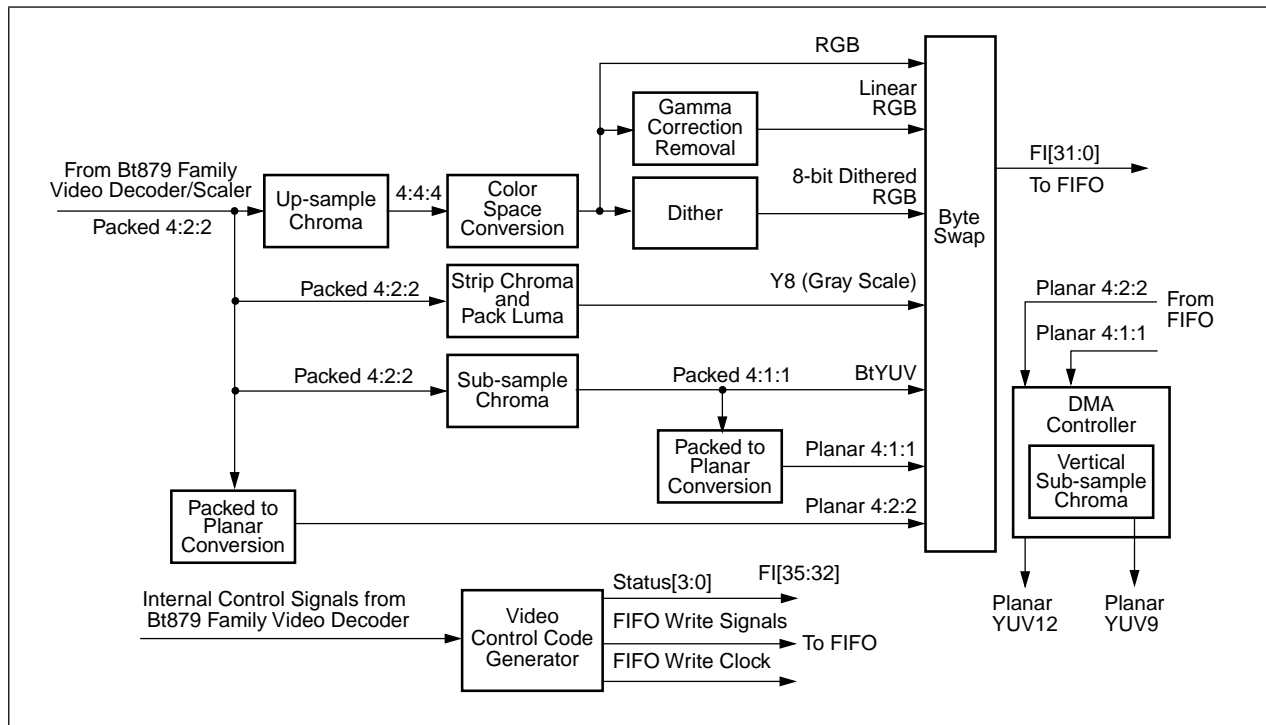 RGB
Linear
RGB
Gamma
Correction
Removal
From Bt879 Family
Video Decoder/Scaler
Packed 4:2:2
Up-sample
Chroma
4:4:4
Color
Space
Conversion
8-bit Dithered
RGB
Dither
Byte
Swap
FI[31:0]
To FIFO
Packed 4:2:2
Strip Chroma
and
Pack Luma
Y8 (Gray Scale)
Packed 4:2:2
Sub-sample
Chroma
Packed 4:1:1
BtYUV
Packed to
Planar
Conversion
Planar 4:1:1
Packed to
Planar
Conversion
Planar 4:2:2
Planar 4:2:2
From
FIFO
Planar 4:1:1
DMA
Controller
Vertical
Sub-sample
Chroma
Planar
YUV12
Planar
YUV9
Internal Control Signals from
Bt879 Family Video Decoder
Video
Control Code
Generator
Status[3:0]
FI[35:32]
FIFO Write Signals
To FIFO
FIFO Write Clock